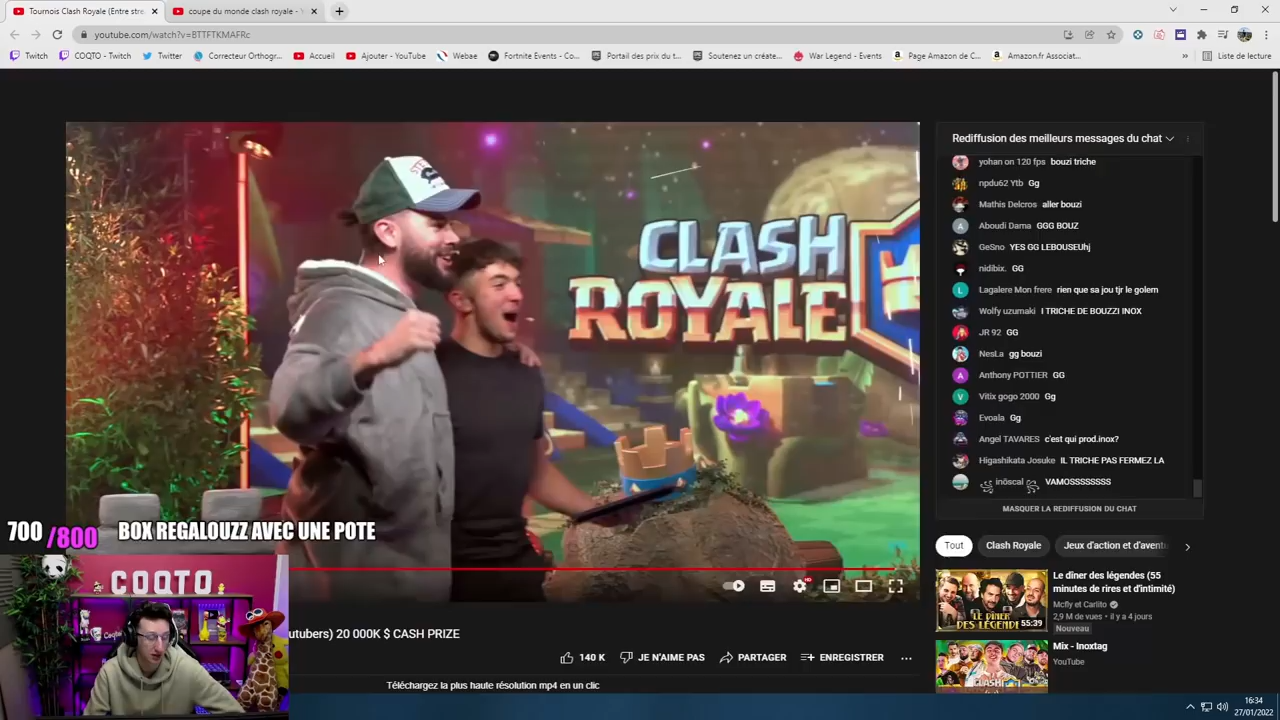 Tournois Clash Royale (Entre stre
coupe du monde clash royale - Y
youtube.com/watch?v=BTTFTKMAFRc
Twitch
COQTO - Twitch
Twitter
Correcteur Orthogr...
Accueil
Ajouter - YouTube
Webae
Fortnite Events - Co...
Portail des prix du t...
Soutenez un créate...
War Legend - Events
Page Amazon de C...
Amazon.fr Associat...
»
Liste de lecture
CLASH
ROYALE
Rediffusion des meilleurs messages du chat
yohan on 120 fps bouzi triche
npdu62 Ytb Gg
Mathis Delcros aller bouzi
Aboudi Dama GGG BOUZ
GeSno YES GG LEBOUSEUhj
nidibix. GG
Lagalere Mon frere rien que sa jou tjr le golem
Wolfy uzumaki I TRICHE DE BOUZZI INOX
JR 92 GG
NesLa gg bouzi
Anthony POTTIER GG
Vitix gogo 2000 Gg
Evoala Gg
Angel TAVARES c'est qui prod.inox?
Higashikata Josuke IL TRICHE PAS FERMEZ LA
inöscal VAMOSSSSSSSS
MASQUER LA REDIFFUSION DU CHAT
700 /800 BOX REGALOUZZ AVEC UNE POTE
Tout
Clash Royale
Jeux d'action et d'avent
COQTO
HD
utubers) 20 000K $ CASH PRIZE
140 K
JE N'AIME PAS
PARTAGER
ENREGISTRER
Téléchargez la plus haute résolution mp4 en un clic
LE DÎNER
DES LÉGENDES
55:39
Le dîner des légendes (55
minutes de rires et d'intimité)
Mcfly et Carlito
2,9 M de vues • il y a 4 jours
Nouveau
Mix - Inoxtag
YouTube
16:34
27/01/2022